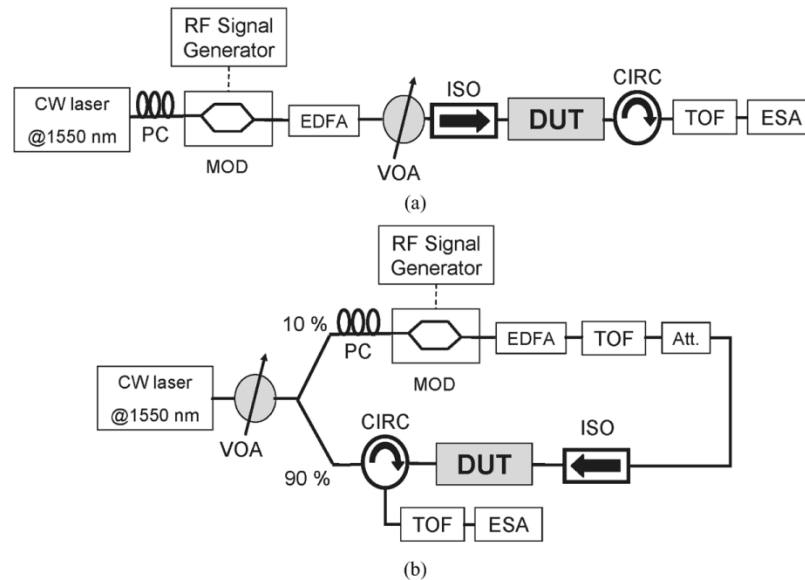 RF Signal
Generator
CW laser
@1550 nm
PC
MOD
EDFA
VOA
ISO
DUT
CIRC
TOF
ESA
(a)
RF Signal
Generator
10 %
PC
MOD
EDFA
TOF
Att.
CW laser
@1550 nm
VOA
90 %
CIRC
DUT
ISO
TOF
ESA
(b)